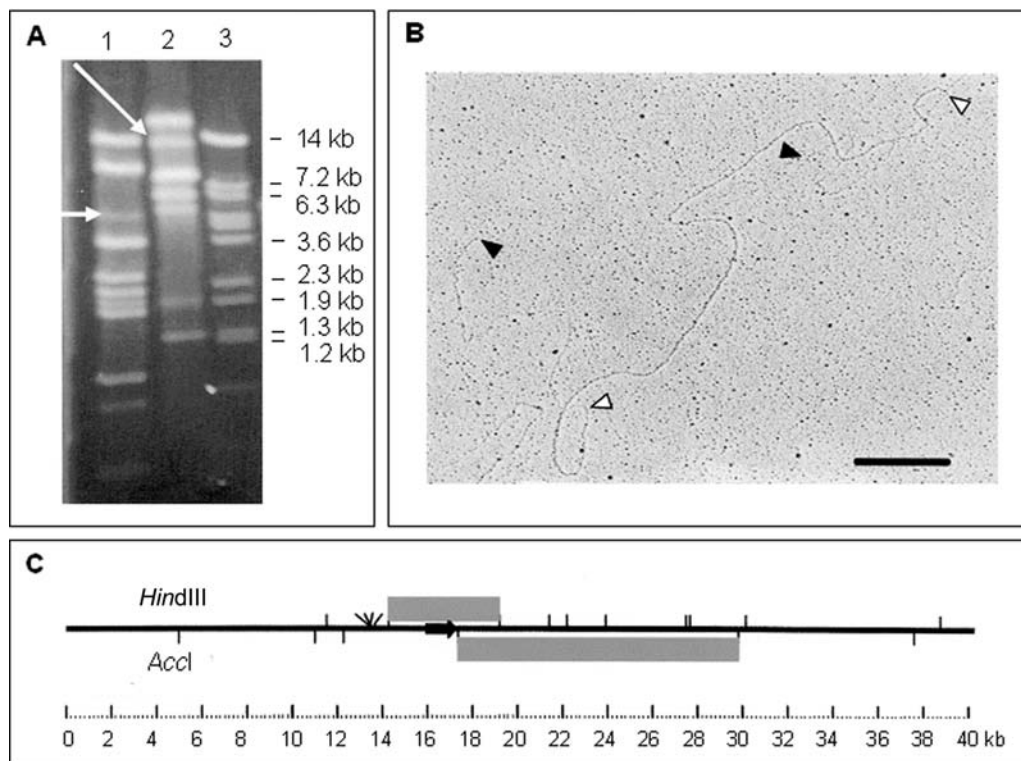 A
1 2 3
14 kb
7.2 kb
6.3 kb
3.6 kb
2.3 kb
1.9 kb
1.3 kb
1.2 kb
B
C
HindIII
AccI
0 2 4 6 8 10 12 14 16 18 20 22 24 26 28 30 32 34 36 38 40 kb